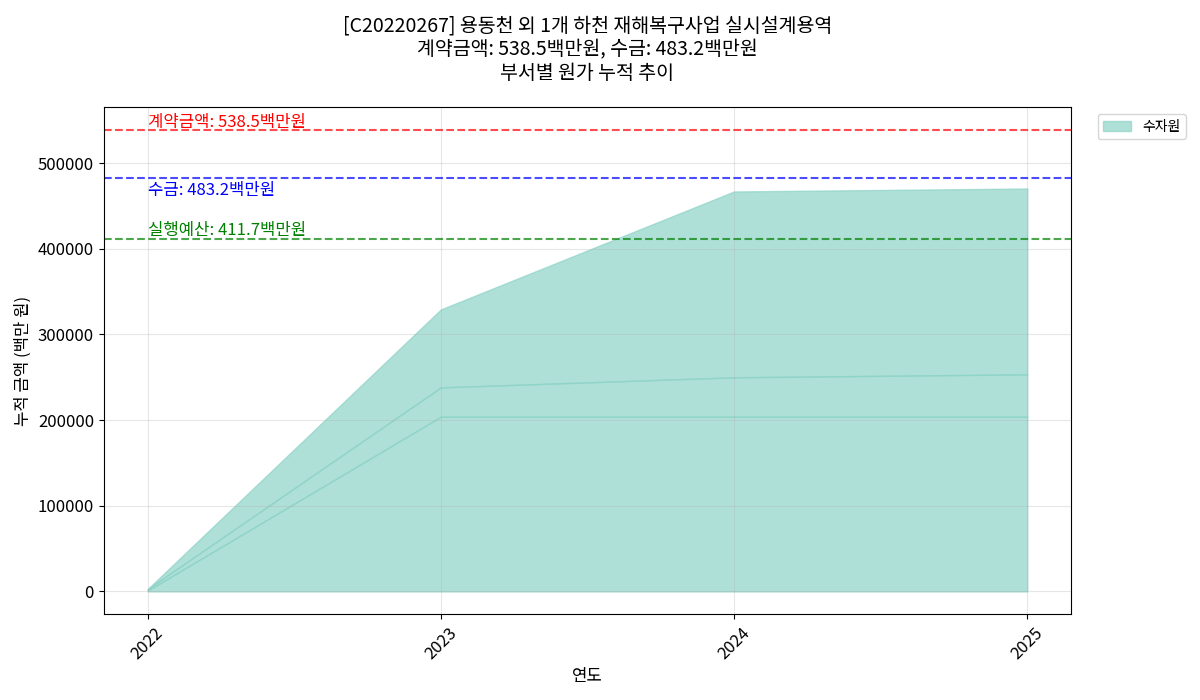 [C20220267] 용동천 외 1개 하천 재해복구사업 실시설계용역
계약금액: 538.5백만원, 수금: 483.2백만원
부서별 원가 누적 추이
계약금액: 538.5백만원
수금: 483.2백만원
실행예산: 411.7백만원
수자원
누적 금액 (백만 원)
500000
400000
300000
200000
100000
0
2022
2023
2024
2025
연도